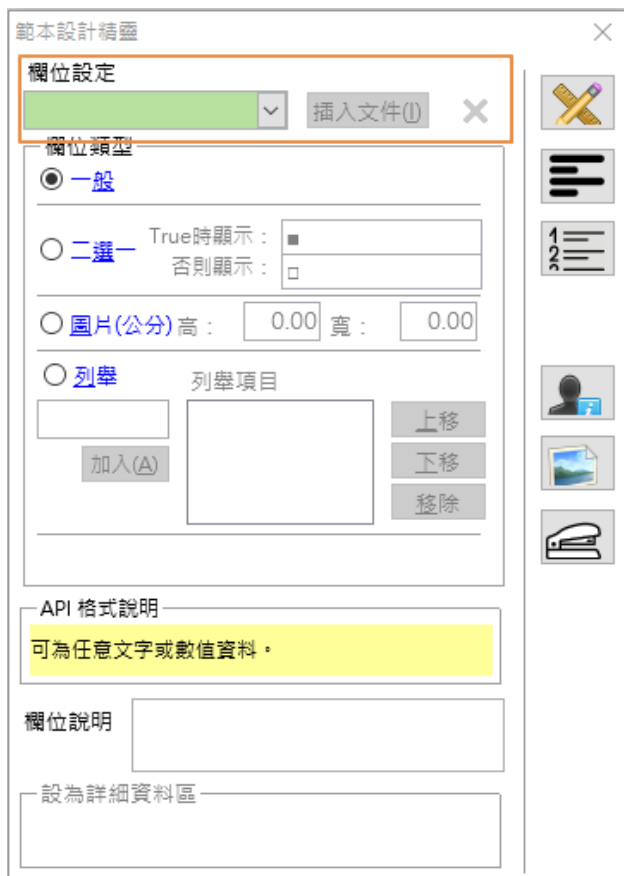 範本設計精靈
欄位設定
插入文件(I)
欄位類型
一般
二選一 True時顯示： ■
否則顯示： □
圖片(公分) 高： 0.00 寬： 0.00
列舉 列舉項目
上移
加入(A) 下移
移除
API 格式說明
可為任意文字或數值資料。
欄位說明
設為詳細資料區